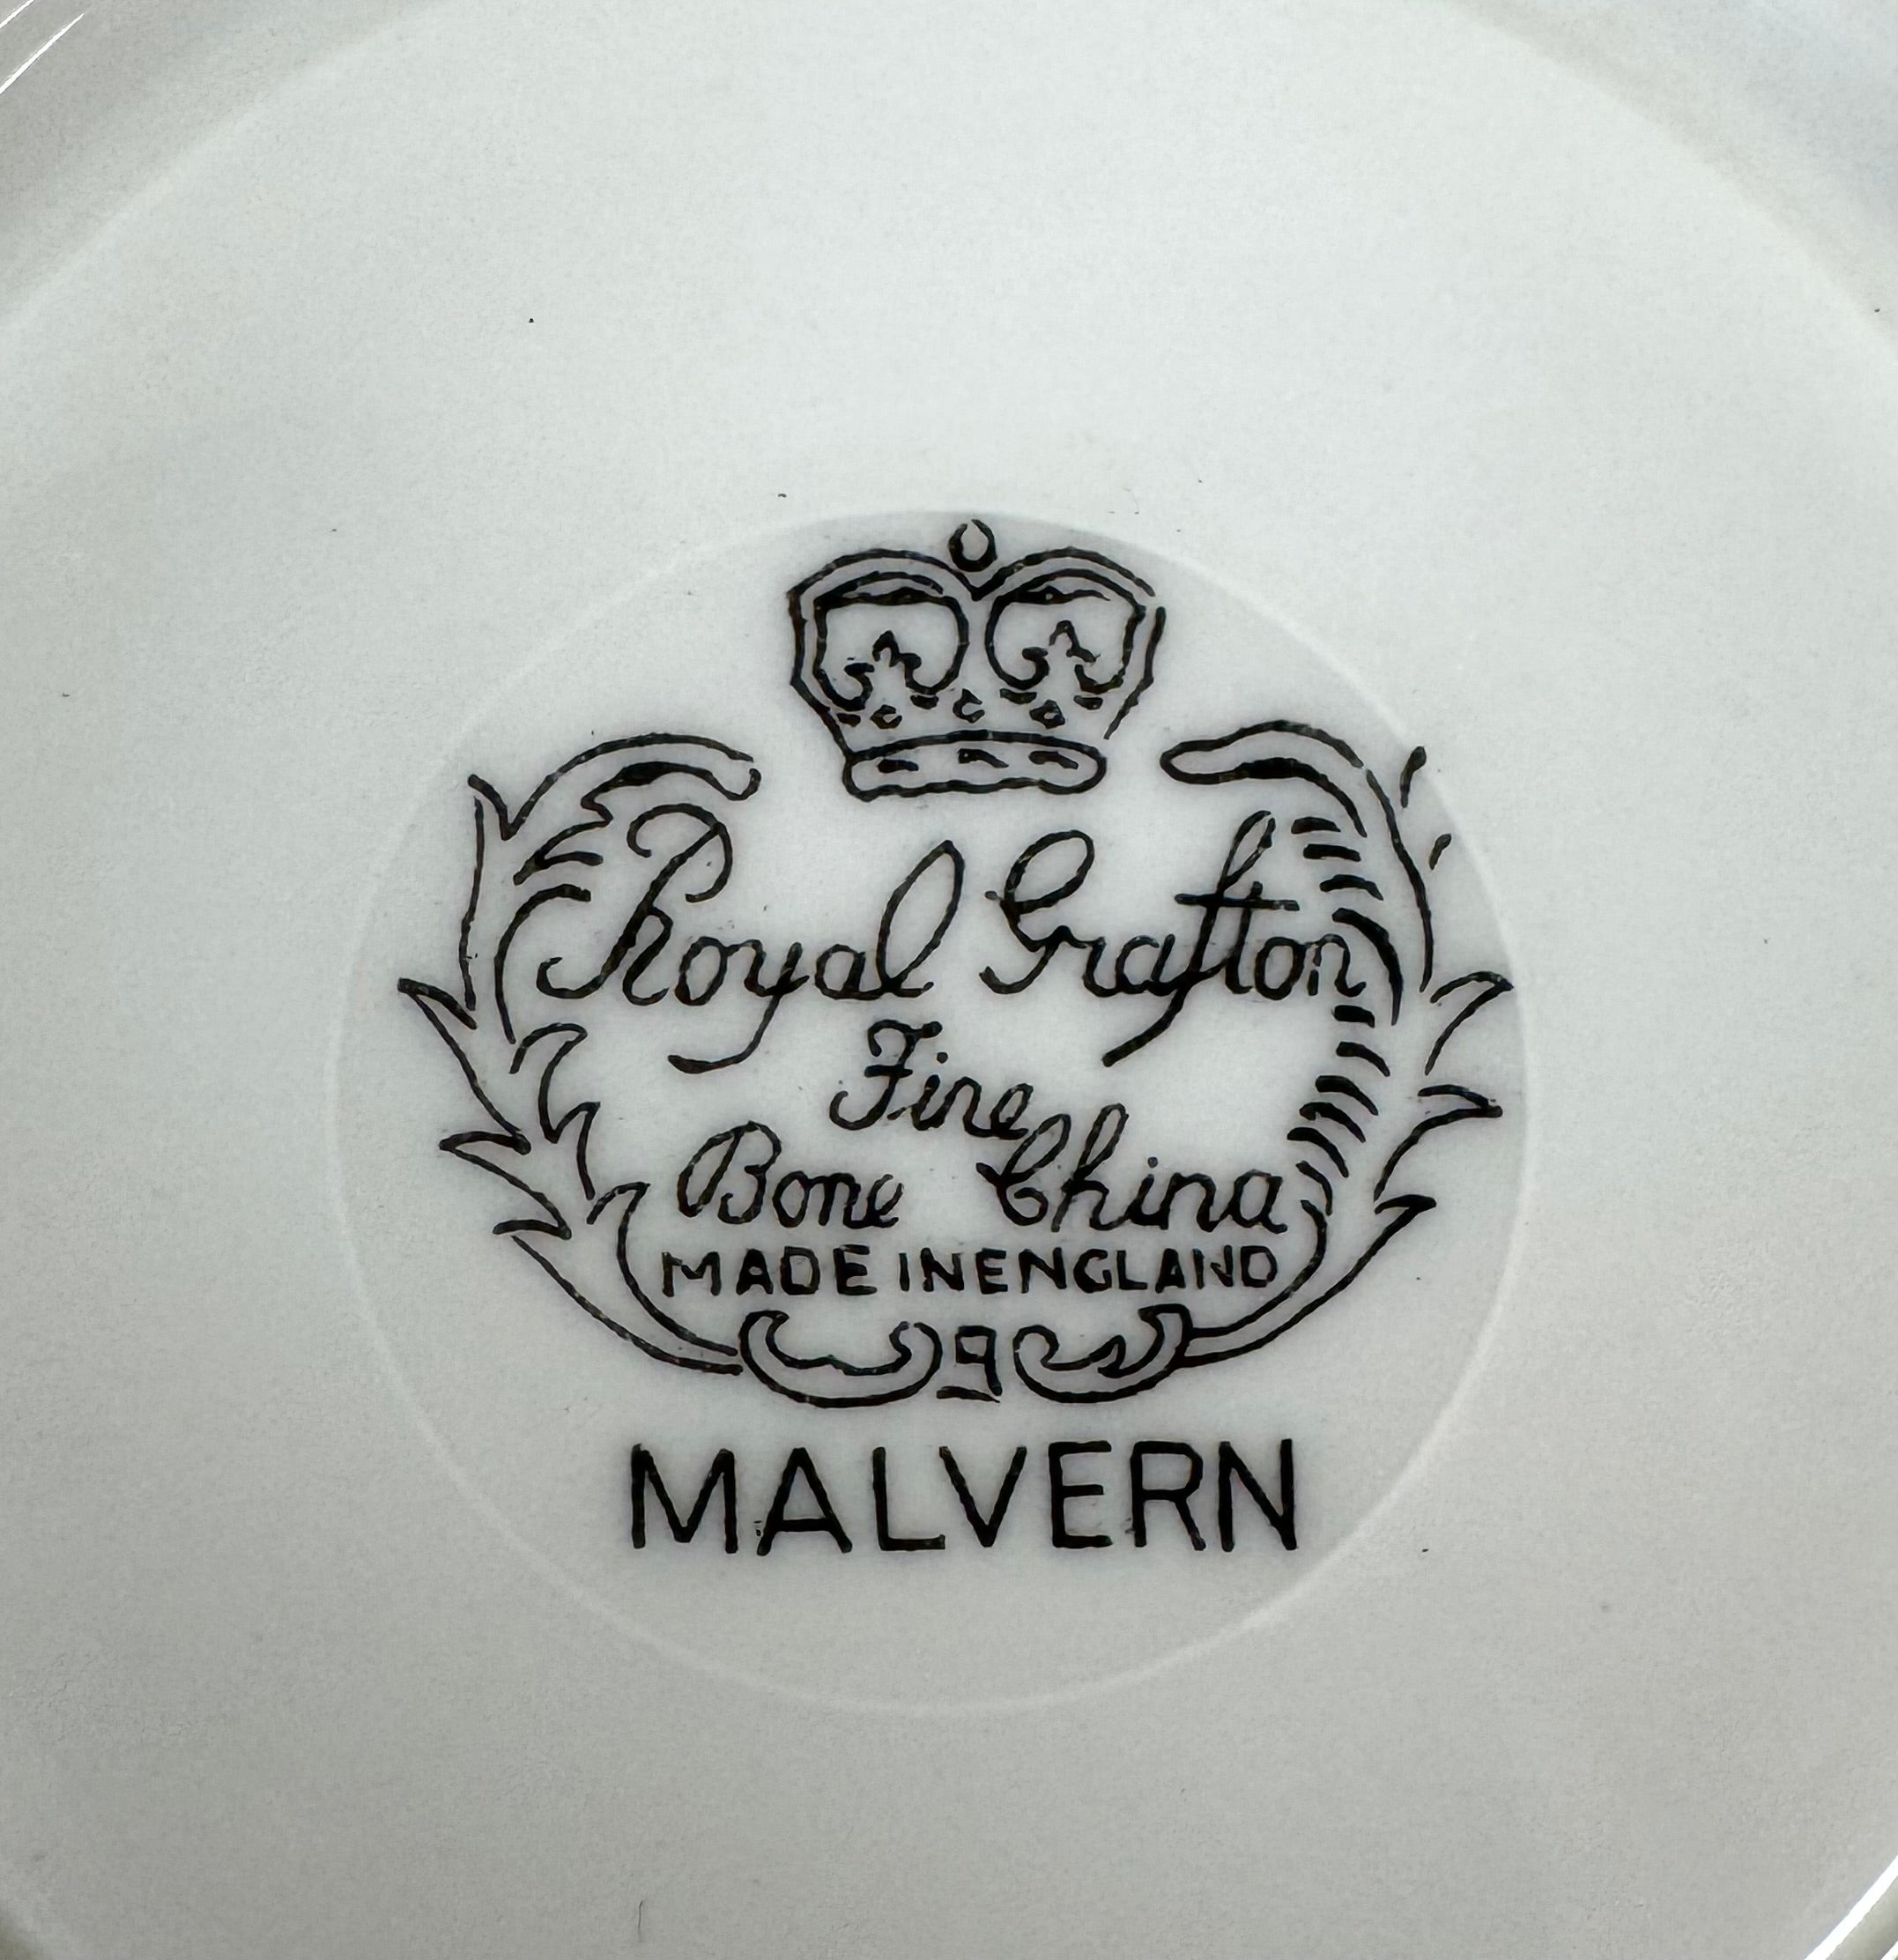 Royal Grafton
Fine
Bone China
MADE IN ENGLAND
9
MALVERN